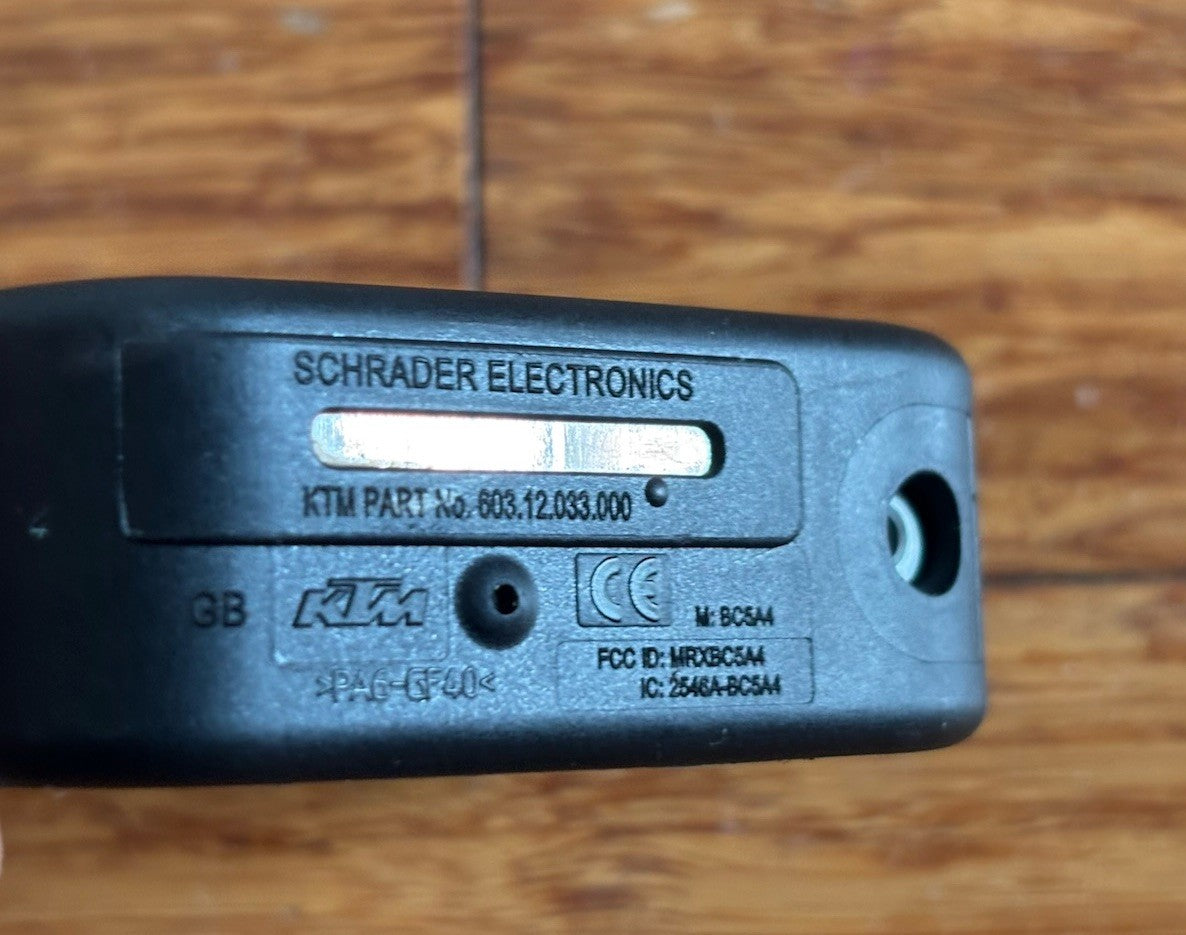 SCHRADER ELECTRONICS
KTM PART No. 603.12.033.000
GB
KTM
CE
M: BC5A4
>PA6-GF40<
FCC ID: MRXBC5A4
IC: 2546A-BC5A4